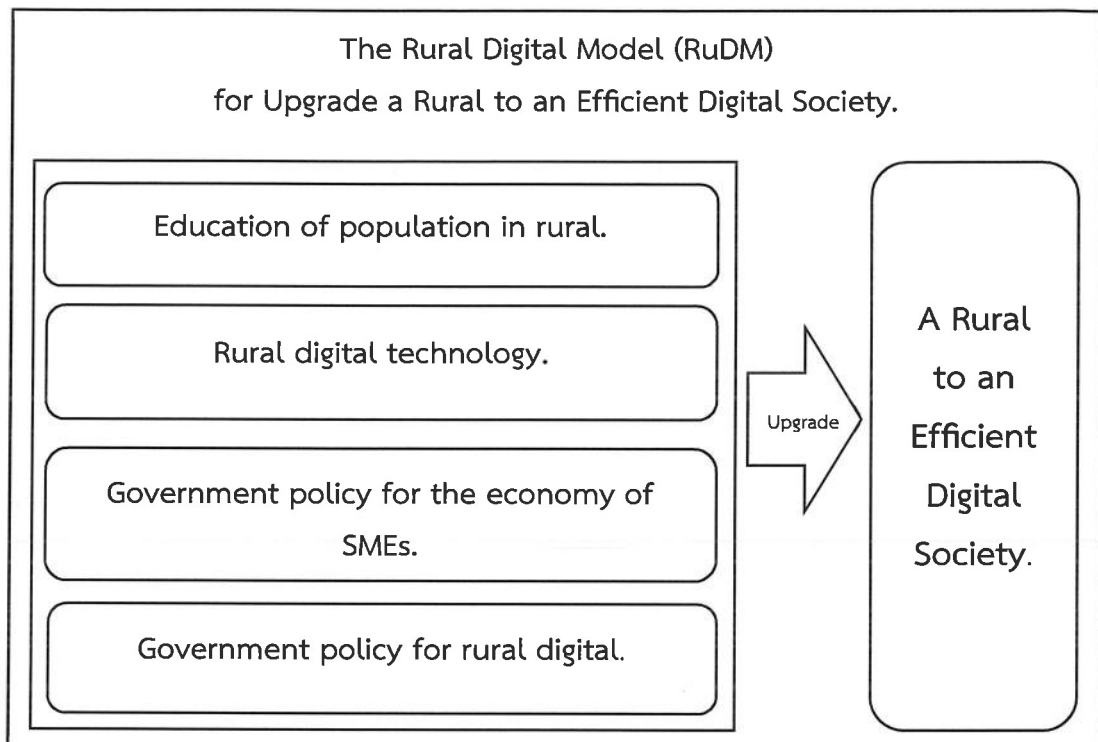 The Rural Digital Model (RuDM)
for Upgrade a Rural to an Efficient Digital Society.
Education of population in rural.
Rural digital technology.
Government policy for the economy of
SMEs.
Government policy for rural digital.
Upgrade
A Rural
to an
Efficient
Digital
Society.